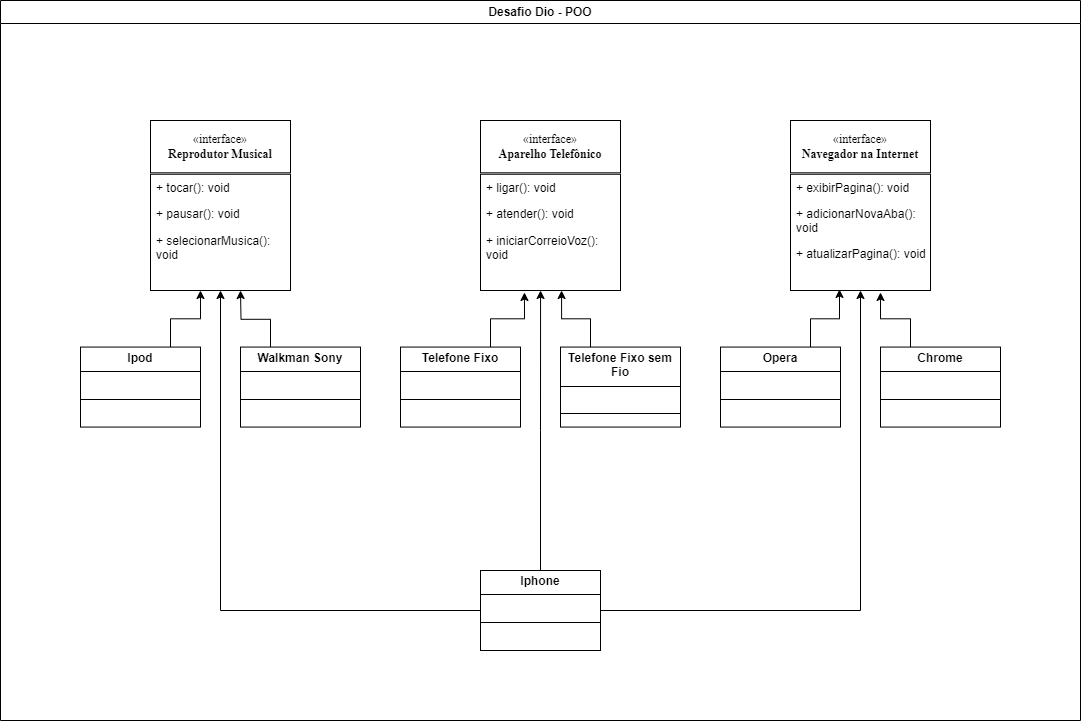 Desafio Dio - POO
«interface»
Reprodutor Musical
+ tocar(): void
+ pausar(): void
+ selecionarMusica():
void
«interface»
Aparelho Telefônico
+ ligar(): void
+ atender(): void
+ iniciarCorreioVoz():
void
«interface»
Navegador na Internet
+ exibirPagina(): void
+ adicionarNovaAba():
void
+ atualizarPagina(): void
Ipod
Walkman Sony
Telefone Fixo
Telefone Fixo sem
Fio
Opera
Chrome
Iphone